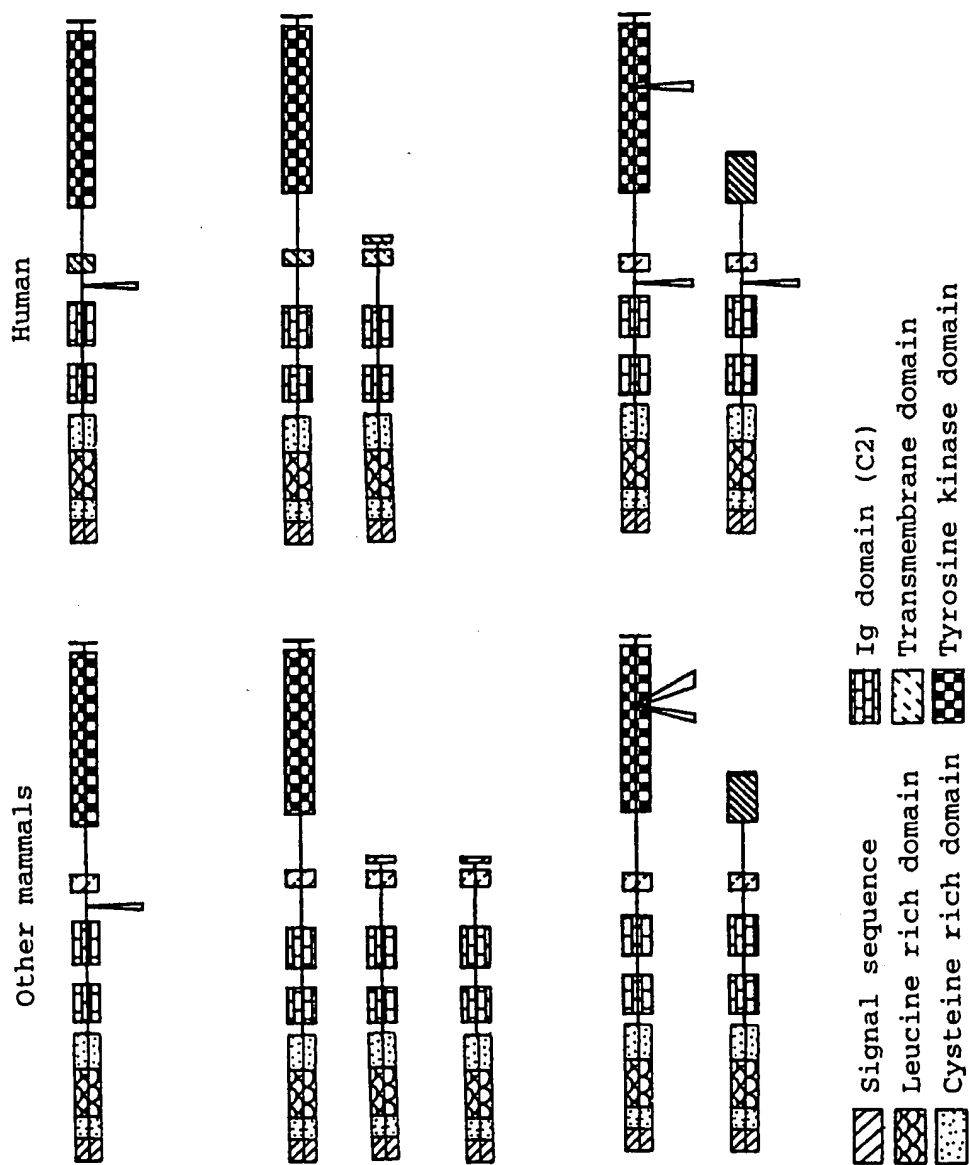 Other mammals
Human
Signal sequence
Leucine rich domain
Cysteine rich domain
Ig domain (C2)
Transmembrane domain
Tyrosine kinase domain